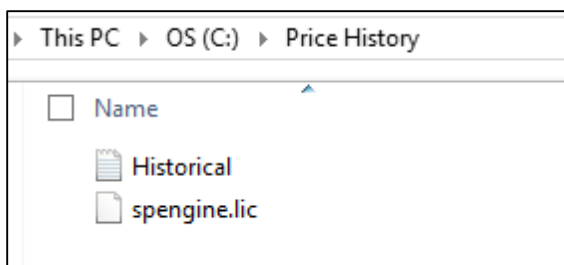 This PC OS (C:) Price History
Name
Historical
spengine.lic